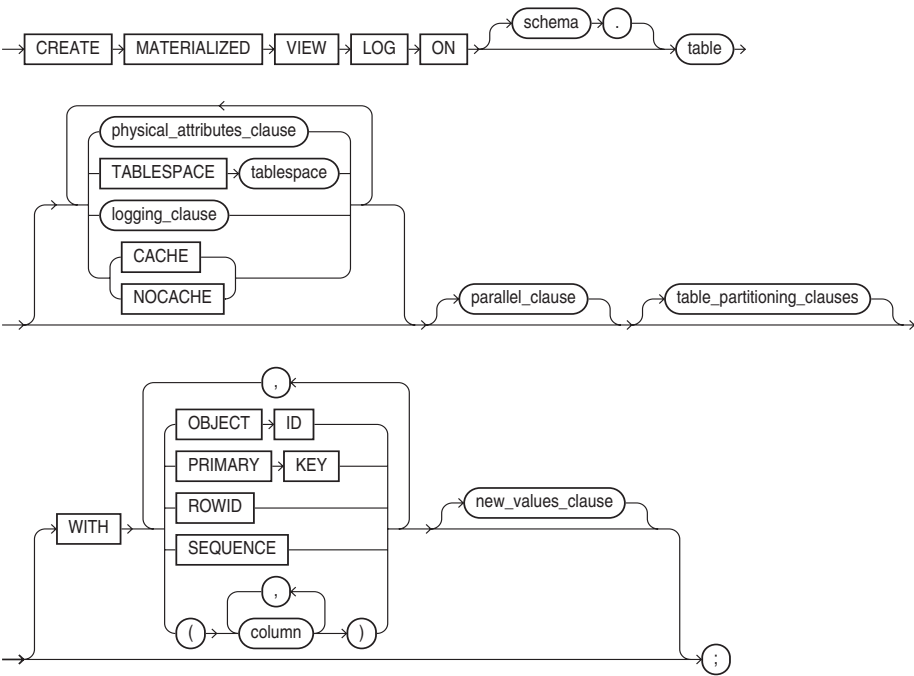 schema .
CREATE MATERIALIZED VIEW LOG ON table
physical_attributes_clause
TABLESPACE tablespace
logging_clause
CACHE
NOCACHE
parallel_clause table_partitioning_clauses
,
OBJECT ID
PRIMARY KEY
ROWID
new_values_clause
WITH
SEQUENCE
,
( column )
;